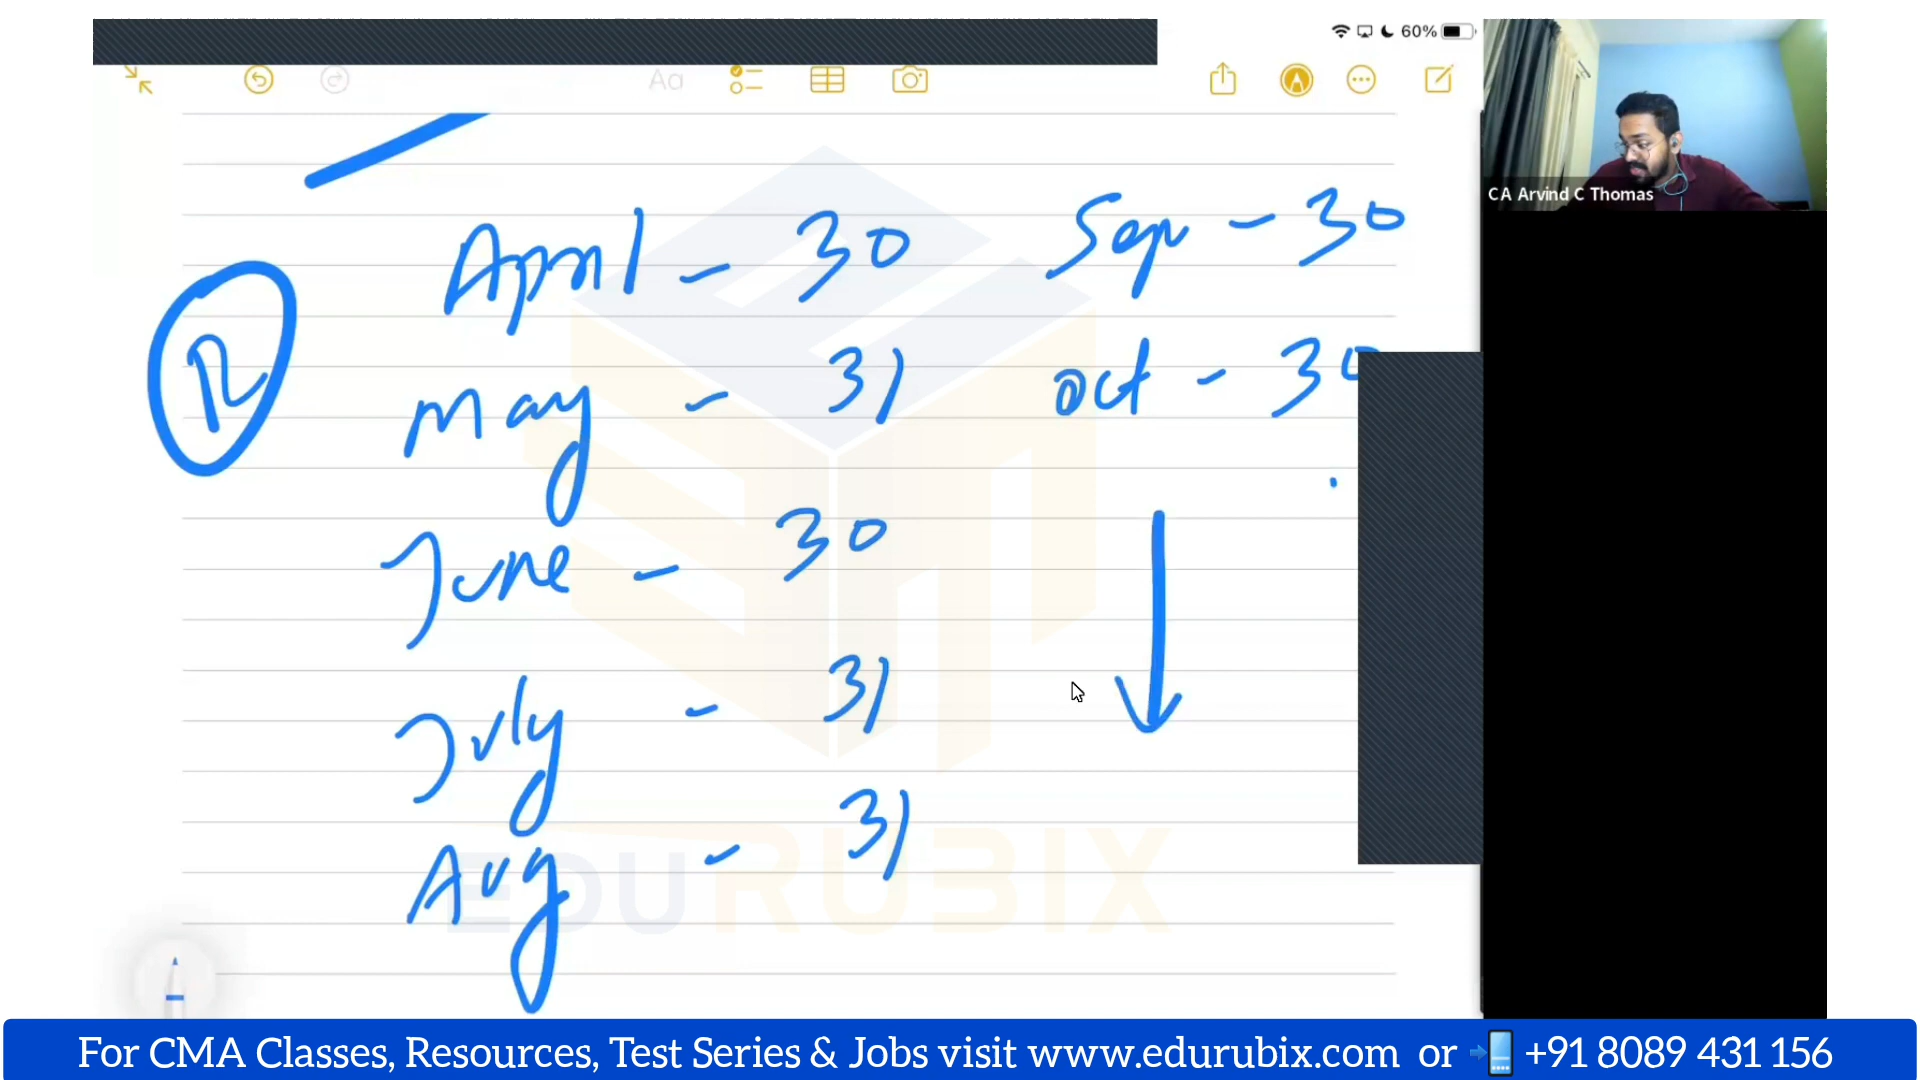 60%
Aa
CA Arvind C Thomas
R
April - 30
May - 31
June - 30
July - 31
Aug - 31
Sep - 30
Oct - 30
EDURUBIX
For CMA Classes, Resources, Test Series & Jobs visit www.edurubix.com or +91 8089 431 156